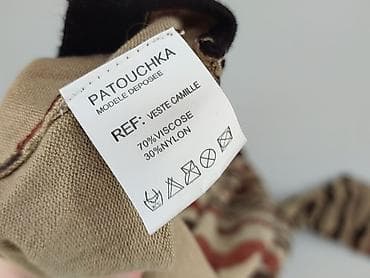 PATOUCHKA
MODELE DEPOSEE
REF: VESTE CAMILLE
70%VISCOSE
30%NYLON